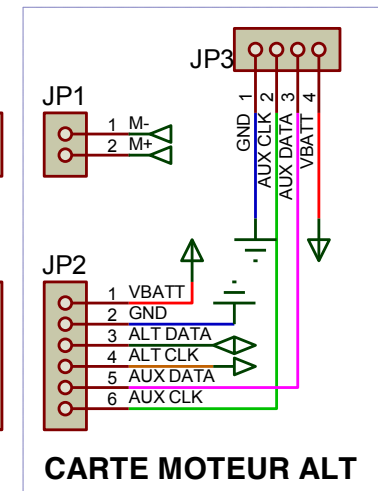 JP3
1 GND
2 AUX CLK
3 AUX DATA
4 VBATT
JP1
1 M-
2 M+
JP2
1 VBATT
2 GND
3 ALT DATA
4 ALT CLK
5 AUX DATA
6 AUX CLK
CARTE MOTEUR ALT